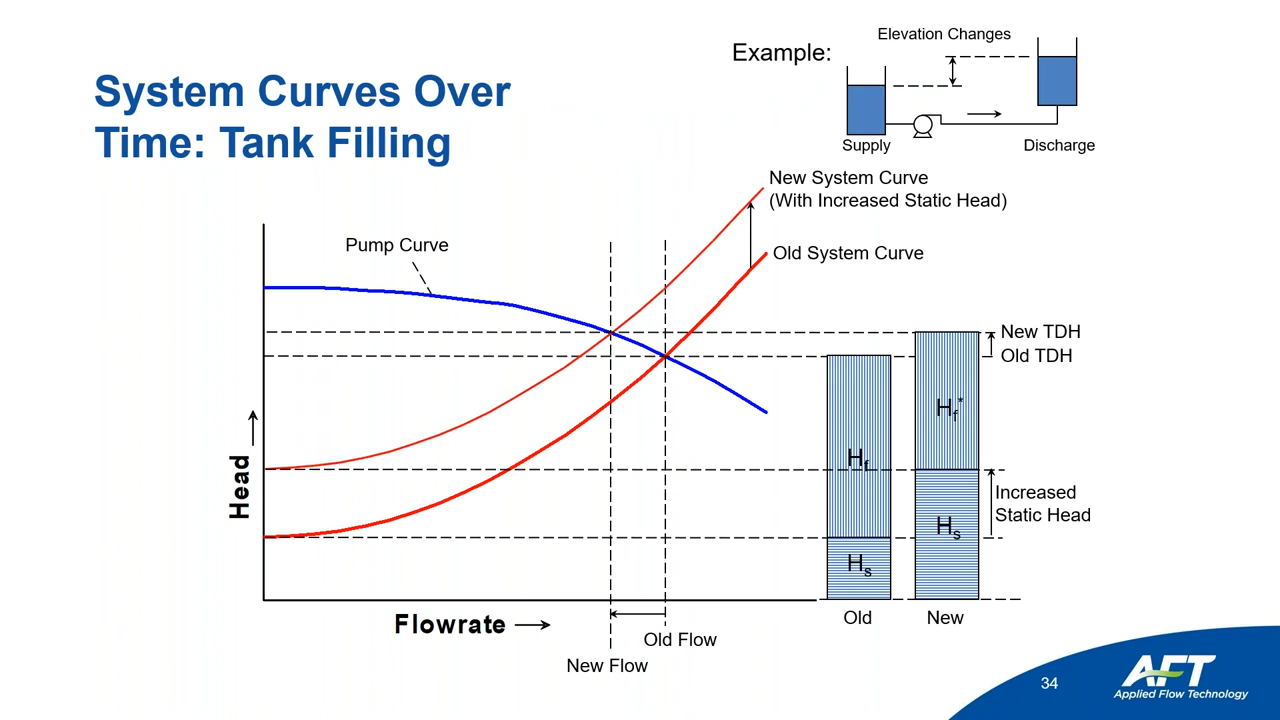 System Curves Over
Time: Tank Filling
Example:
Elevation Changes
Supply
Discharge
New System Curve
(With Increased Static Head)
Old System Curve
Pump Curve
New TDH
Old TDH
Hf*
Hf
Increased
Static Head
Hs
Hs
Head
Flowrate
Old
New
Old Flow
New Flow
34
AFT
Applied Flow Technology